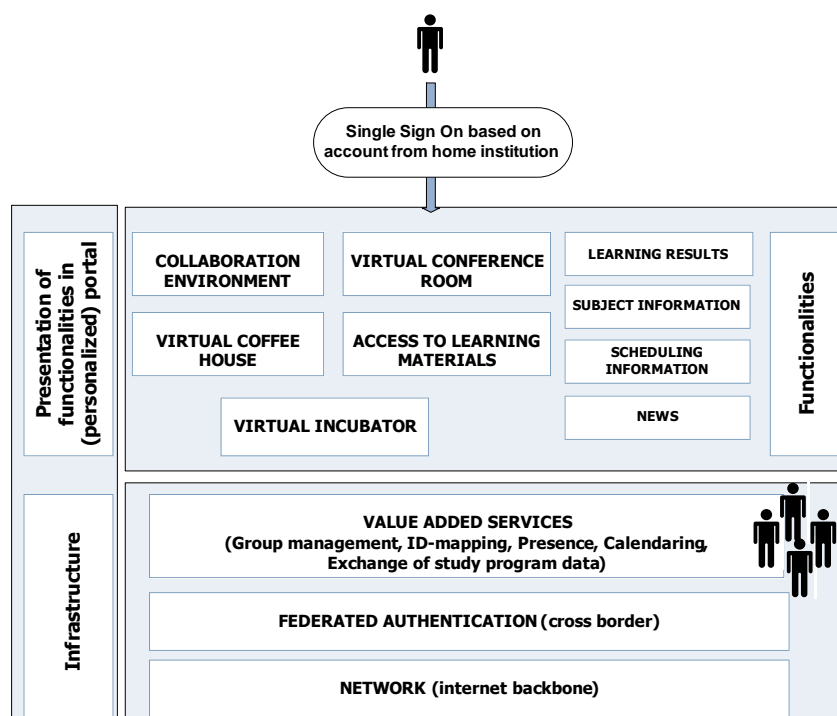 Single Sign On based on
account from home institution
Presentation of
functionalities in
(personalized) portal
COLLABORATION
ENVIRONMENT
VIRTUAL CONFERENCE
ROOM
LEARNING RESULTS
SUBJECT INFORMATION
VIRTUAL COFFEE
HOUSE
ACCESS TO LEARNING
MATERIALS
SCHEDULING
INFORMATION
VIRTUAL INCUBATOR
NEWS
Functionalities
Infrastructure
VALUE ADDED SERVICES
(Group management, ID-mapping, Presence, Calendaring,
Exchange of study program data)
FEDERATED AUTHENTICATION (cross border)
NETWORK (internet backbone)